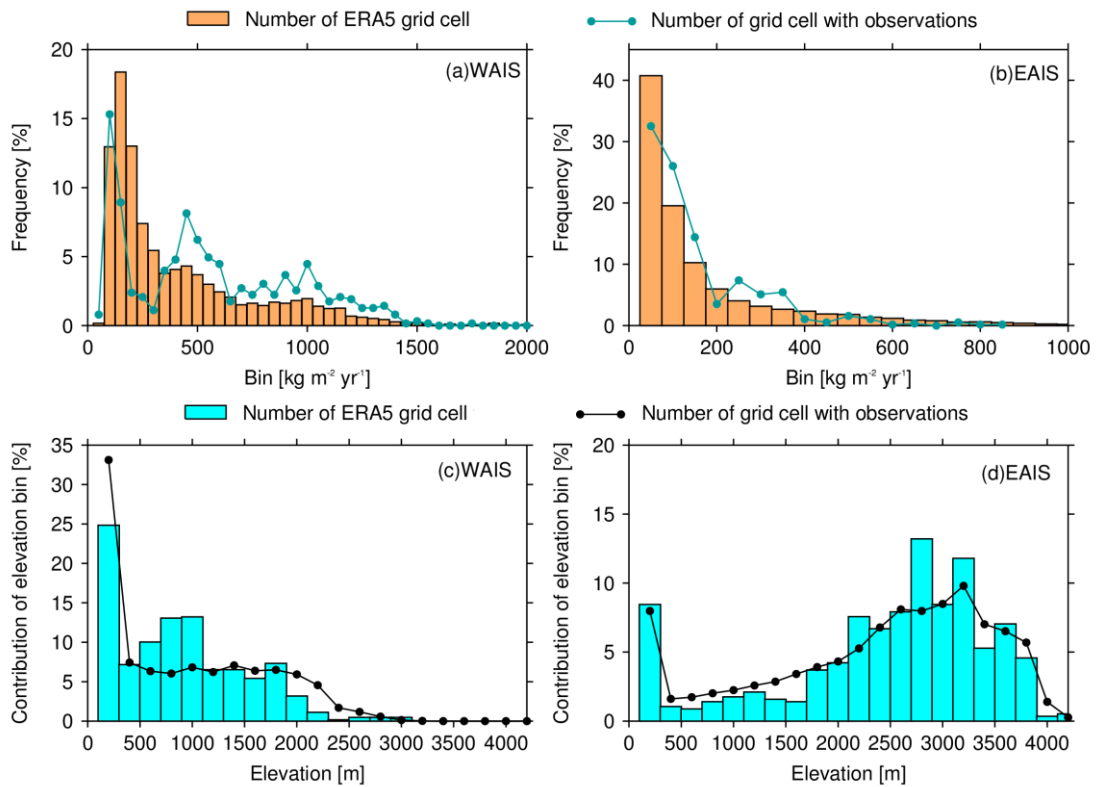 Number of ERA5 grid cell
Number of grid cell with observations
(a)WAIS
Frequency [%]
20
15
10
5
0
0 500 1000 1500 2000
Bin [kg m⁻² yr⁻¹]
(b)EAIS
Frequency [%]
40
30
20
10
0
0 200 400 600 800 1000
Bin [kg m⁻² yr⁻¹]
Number of ERA5 grid cell
Number of grid cell with observations
(c)WAIS
Contribution of elevation bin [%]
35
30
25
20
15
10
5
0
0 500 1000 1500 2000 2500 3000 3500 4000
Elevation [m]
(d)EAIS
Contribution of elevation bin [%]
20
15
10
5
0
0 500 1000 1500 2000 2500 3000 3500 4000
Elevation [m]